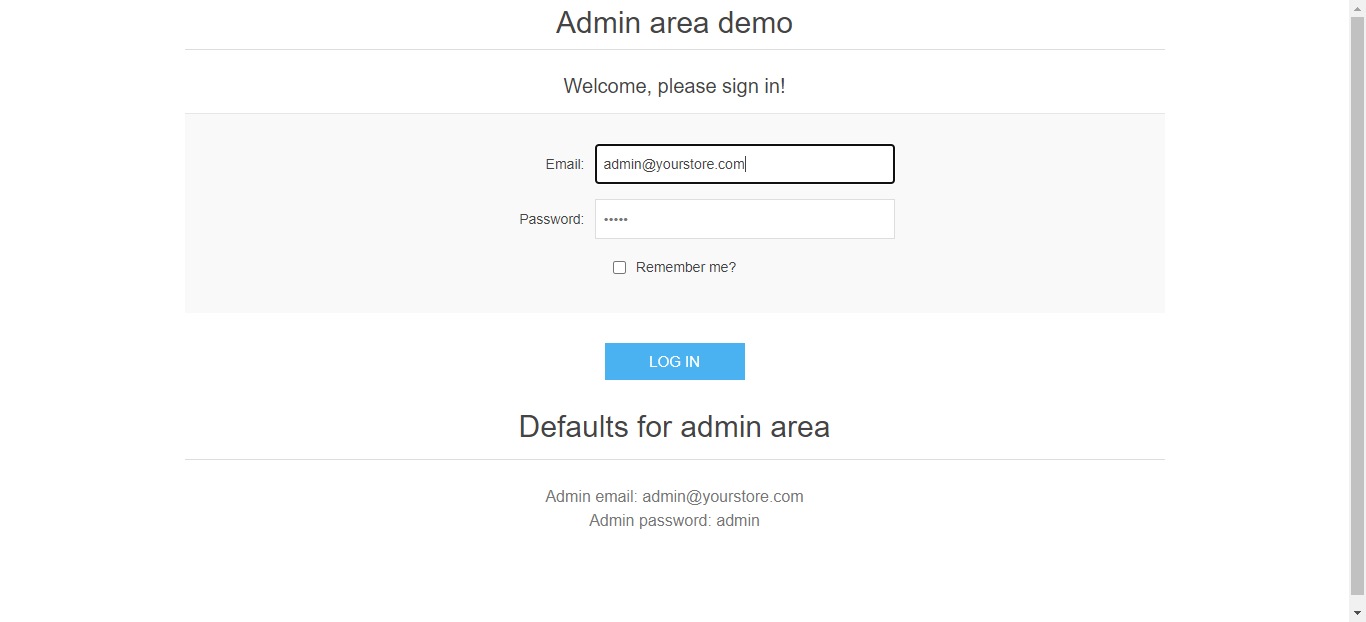 Admin area demo
Welcome, please sign in!
Email: admin@yourstore.com
Password: •••••
Remember me?
LOG IN
Defaults for admin area
Admin email: admin@yourstore.com
Admin password: admin